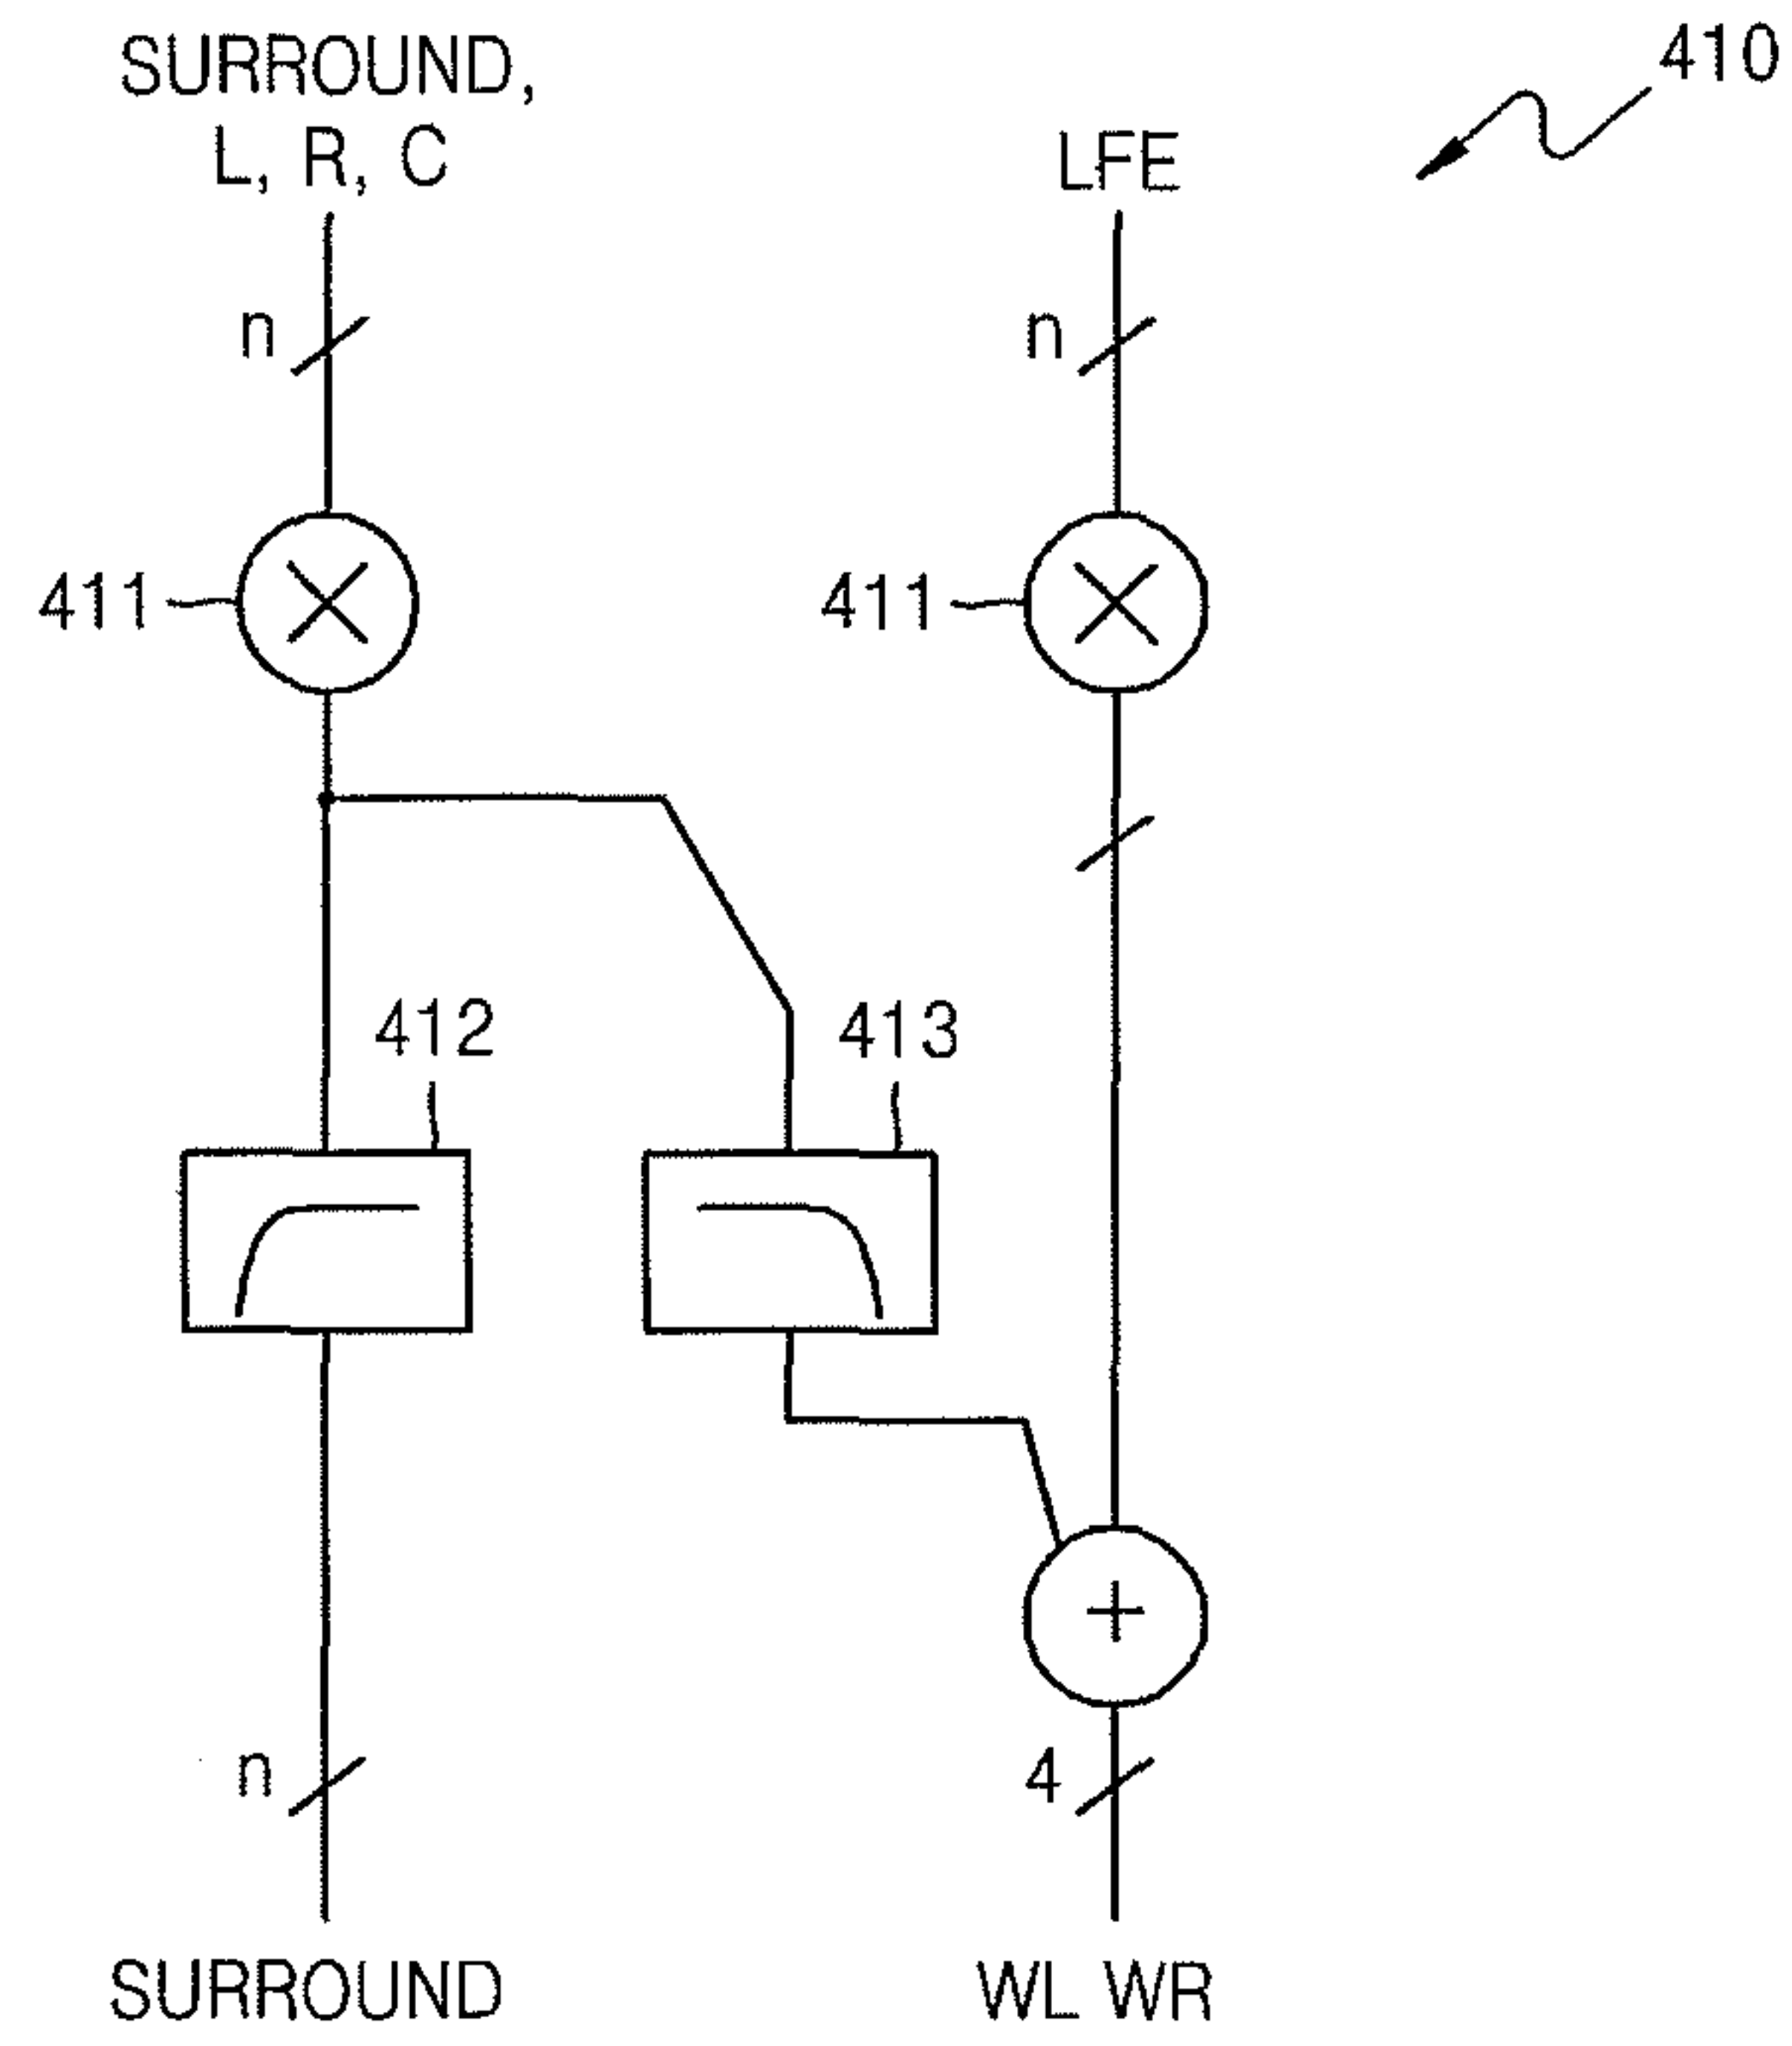 SURROUND,
L, R, C
LFE
410
n
n
411
411
412
413
+
n
4
SURROUND
WL WR